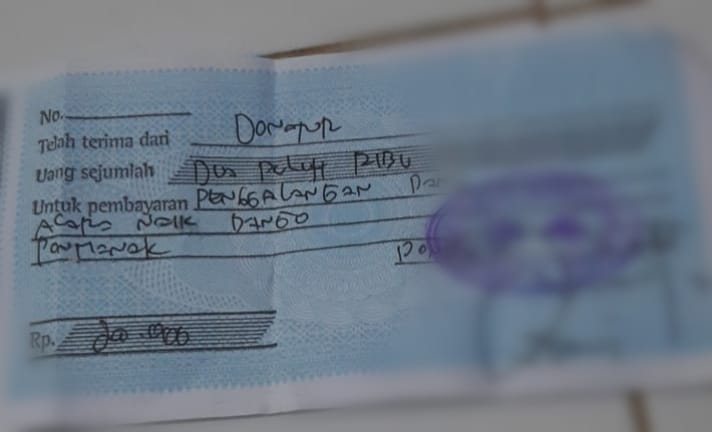 No.
Telah terima dari Donatur
Uang sejumlah Dua puluh RIBU
Untuk pembayaran PENGGALANGAN
Acara NAIK DANGO
Pontianak
Rp. 20.000